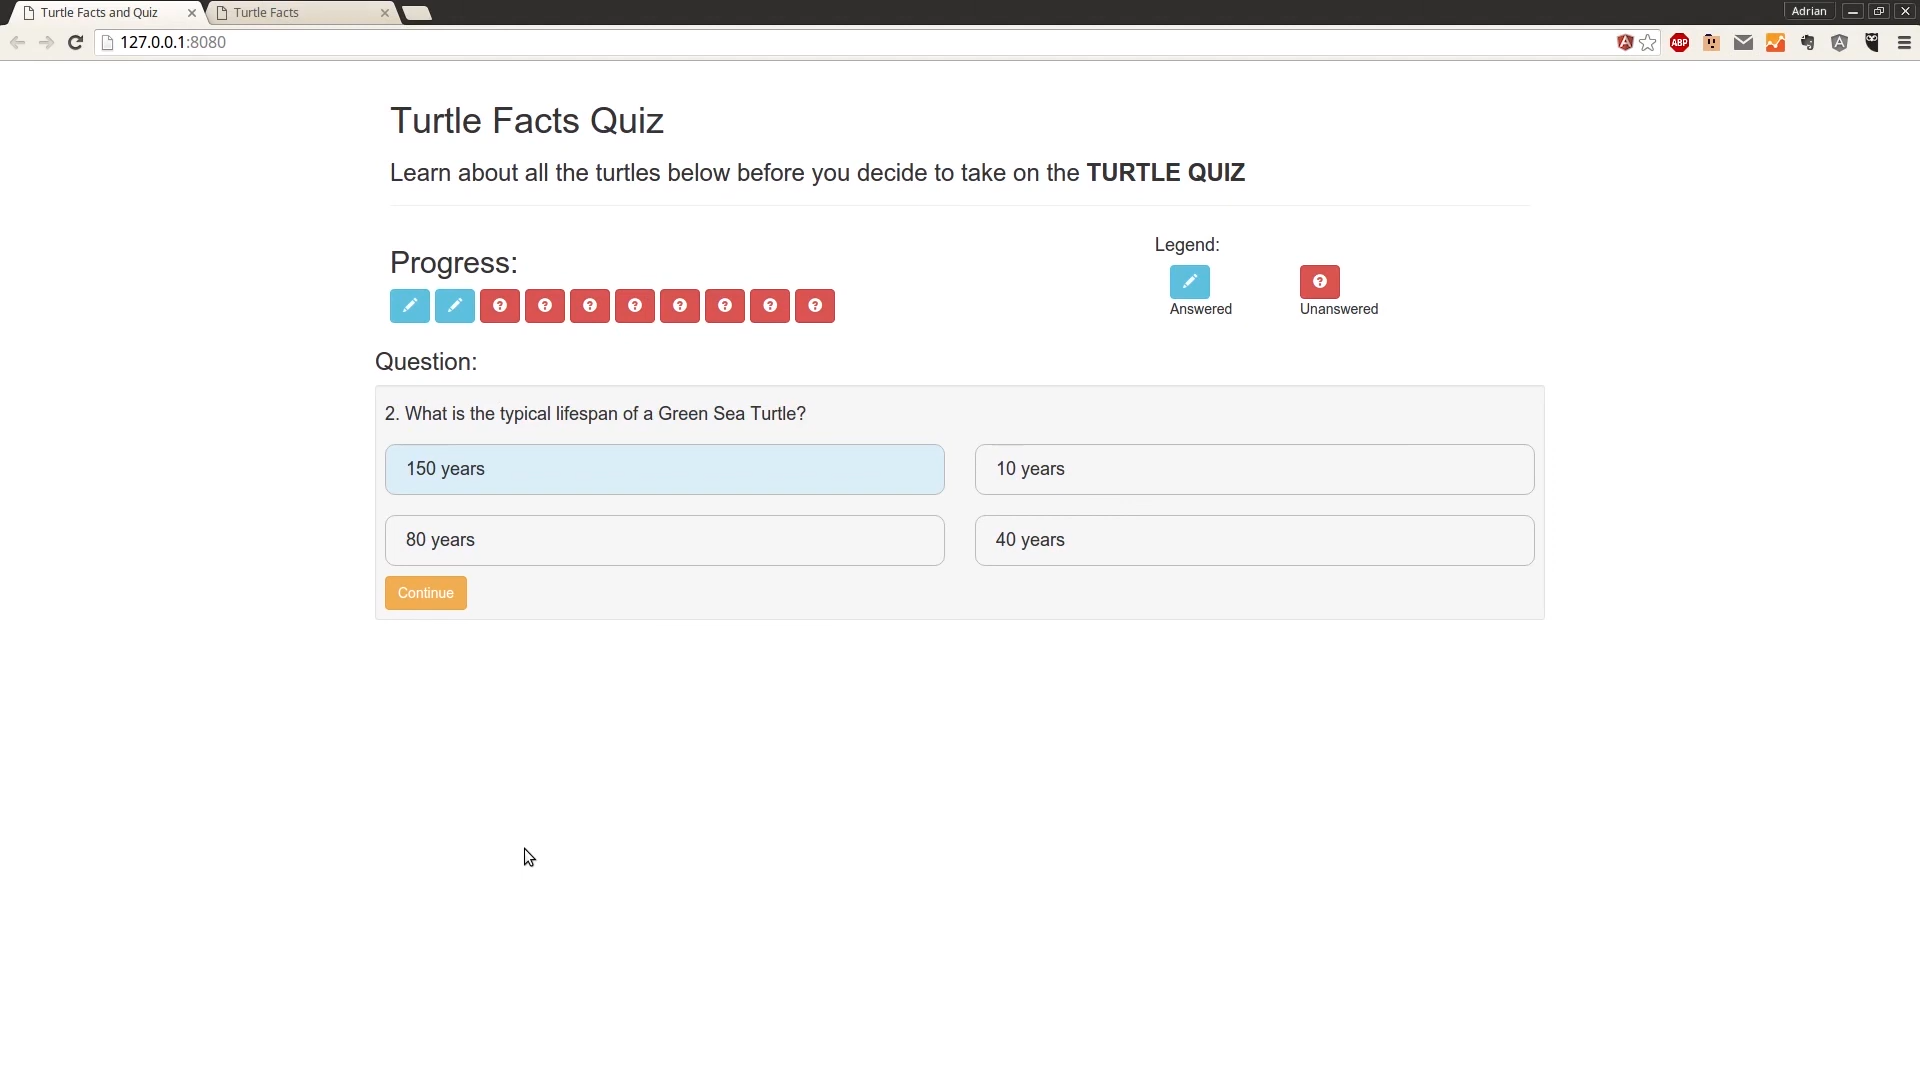 Turtle Facts and Quiz
Turtle Facts
Adrian
127.0.0.1:8080
ABP
Turtle Facts Quiz
Learn about all the turtles below before you decide to take on the TURTLE QUIZ
Legend:
Progress:
Answered
Unanswered
Question:
2. What is the typical lifespan of a Green Sea Turtle?
150 years
10 years
80 years
40 years
Continue